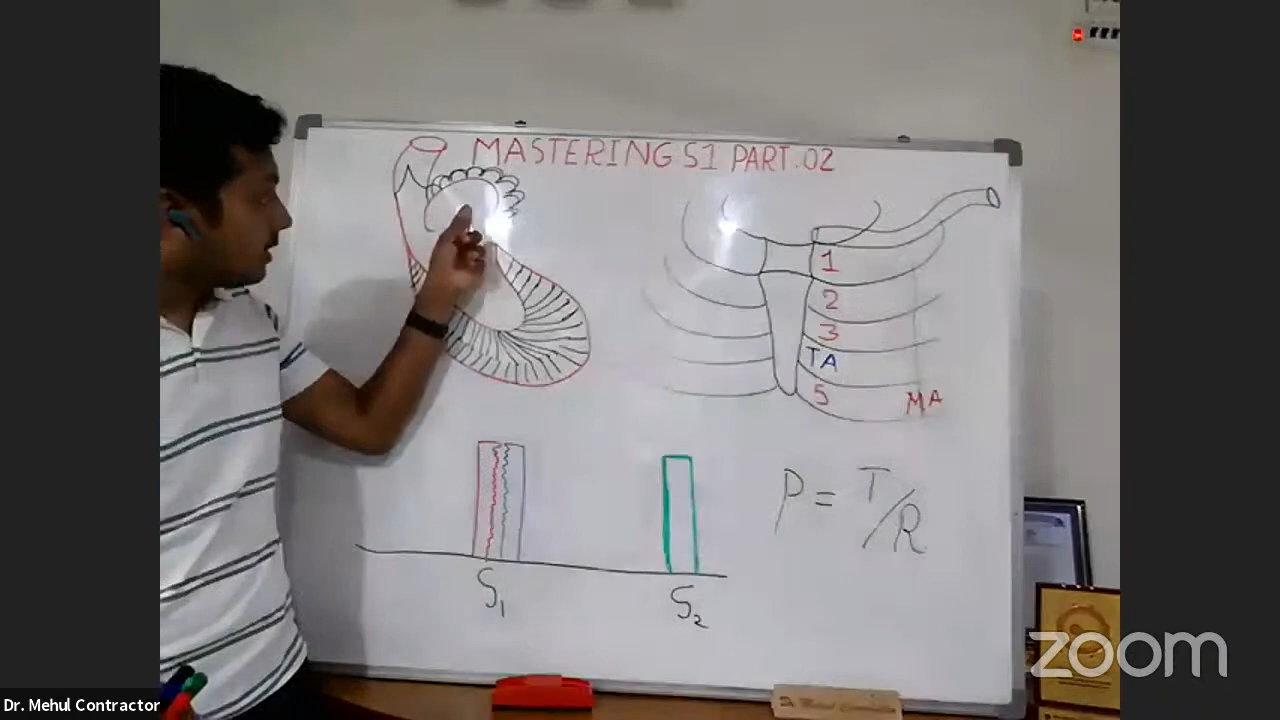 MASTERING S1 PART.02
1
2
3
TA
5
MA
S1
S2
P = T/R
zoom
Dr. Mehul Contractor